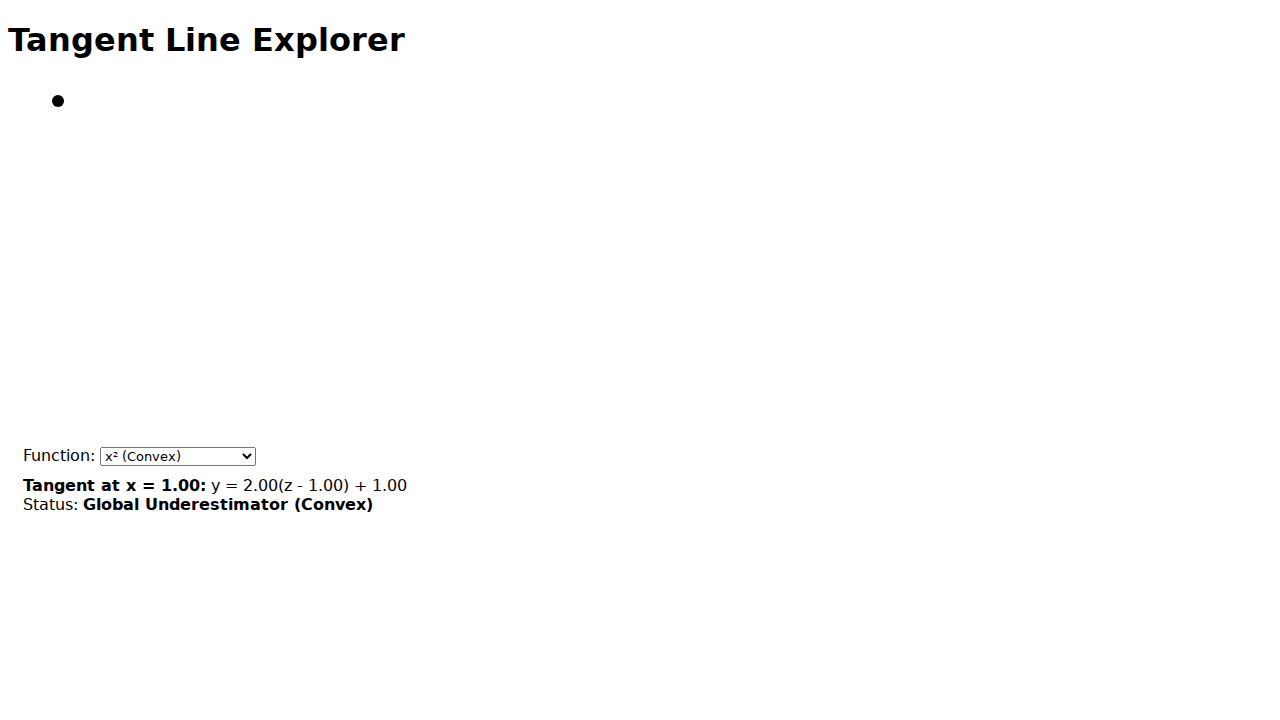 Tangent Line Explorer
Function: x² (Convex)
Tangent at x = 1.00: y = 2.00(z - 1.00) + 1.00
Status: Global Underestimator (Convex)